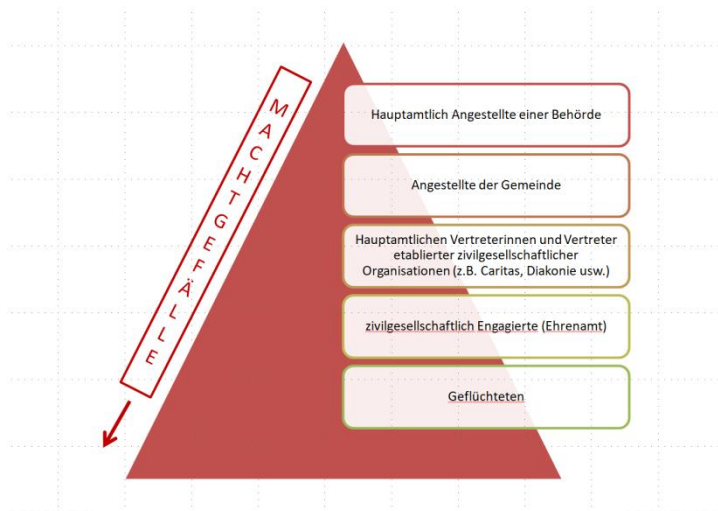 MACHTGEFÄLLE
Hauptamtlich Angestellte einer Behörde
Angestellte der Gemeinde
Hauptamtlichen Vertreterinnen und Vertreter
etablierter zivilgesellschaftlicher
Organisationen (z.B. Caritas, Diakonie usw.)
zivilgesellschaftlich Engagierte (Ehrenamt)
Geflüchteten